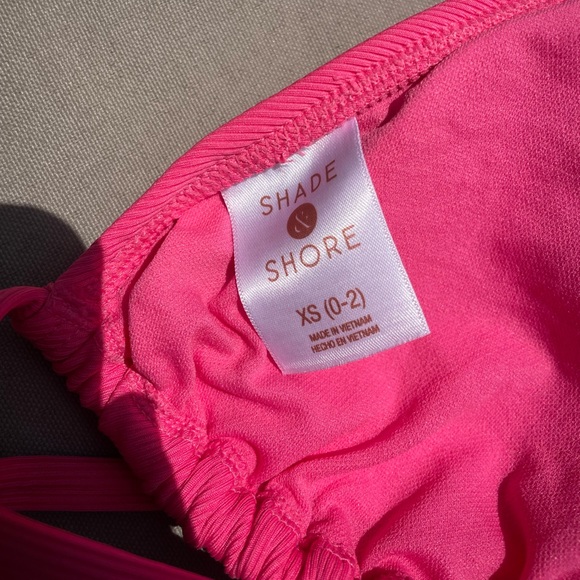 SHADE
&
SHORE
XS (0-2)
MADE IN VIETNAM
HECHO EN VIETNAM